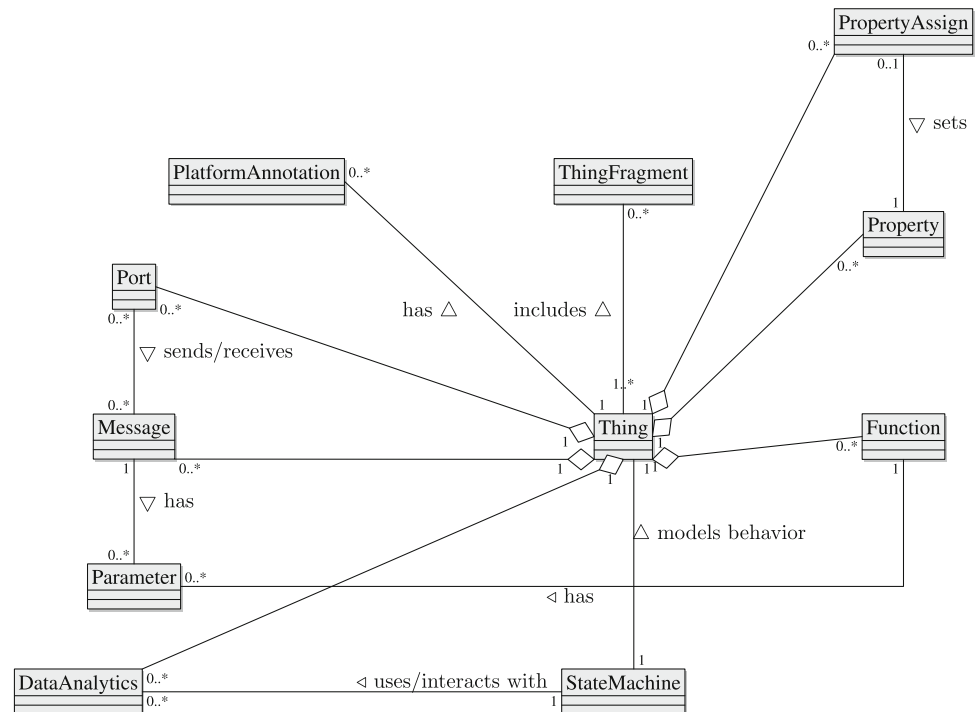 PropertyAssign
0..*
0..1
▽ sets
PlatformAnnotation
0..*
ThingFragment
0..*
1
Property
0..*
Port
0..*
0..*
has △
includes △
▽ sends/receives
1..*
1
1
0..*
Message
Thing
Function
1
1
0..*
1
0..*
1
1
1
1
1
▽ has
△ models behavior
0..*
Parameter
0..*
◃ has
1
DataAnalytics
0..*
◃ uses/interacts with
StateMachine
0..*
1